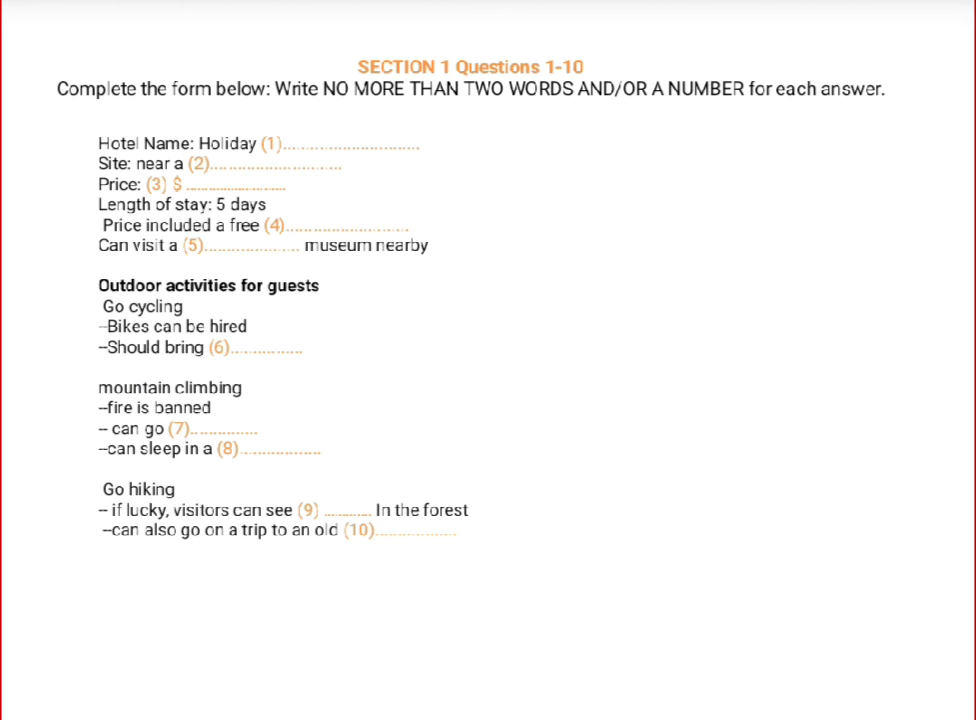 SECTION 1 Questions 1-10
Complete the form below: Write NO MORE THAN TWO WORDS AND/OR A NUMBER for each answer.
Hotel Name: Holiday (1)..............................
Site: near a (2).............................
Price: (3) $ ........................
Length of stay: 5 days
Price included a free (4)...........................
Can visit a (5)..................... museum nearby
Outdoor activities for guests
Go cycling
--Bikes can be hired
--Should bring (6)................
mountain climbing
--fire is banned
-- can go (7)...............
--can sleep in a (8)..................
Go hiking
-- if lucky, visitors can see (9) ........... In the forest
--can also go on a trip to an old (10)..................